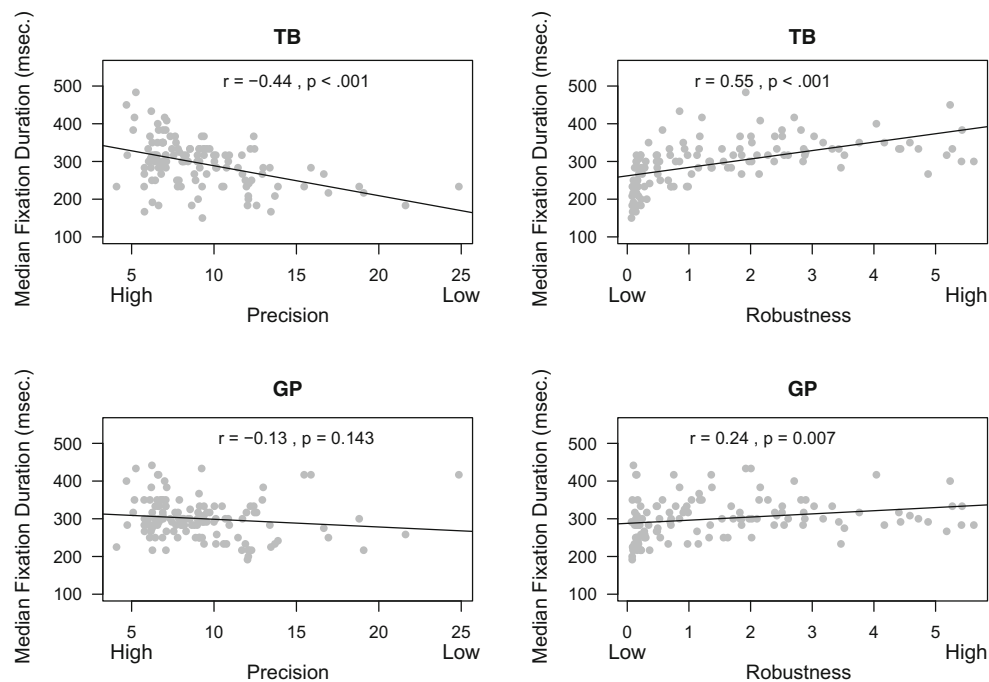 TB
r = −0.44 , p < .001
Median Fixation Duration (msec.)
500
400
300
200
100
5 10 15 20 25
High Low
Precision
TB
r = 0.55 , p < .001
Median Fixation Duration (msec.)
500
400
300
200
100
0 1 2 3 4 5
Low High
Robustness
GP
r = −0.13 , p = 0.143
Median Fixation Duration (msec.)
500
400
300
200
100
5 10 15 20 25
High Low
Precision
GP
r = 0.24 , p = 0.007
Median Fixation Duration (msec.)
500
400
300
200
100
0 1 2 3 4 5
Low High
Robustness